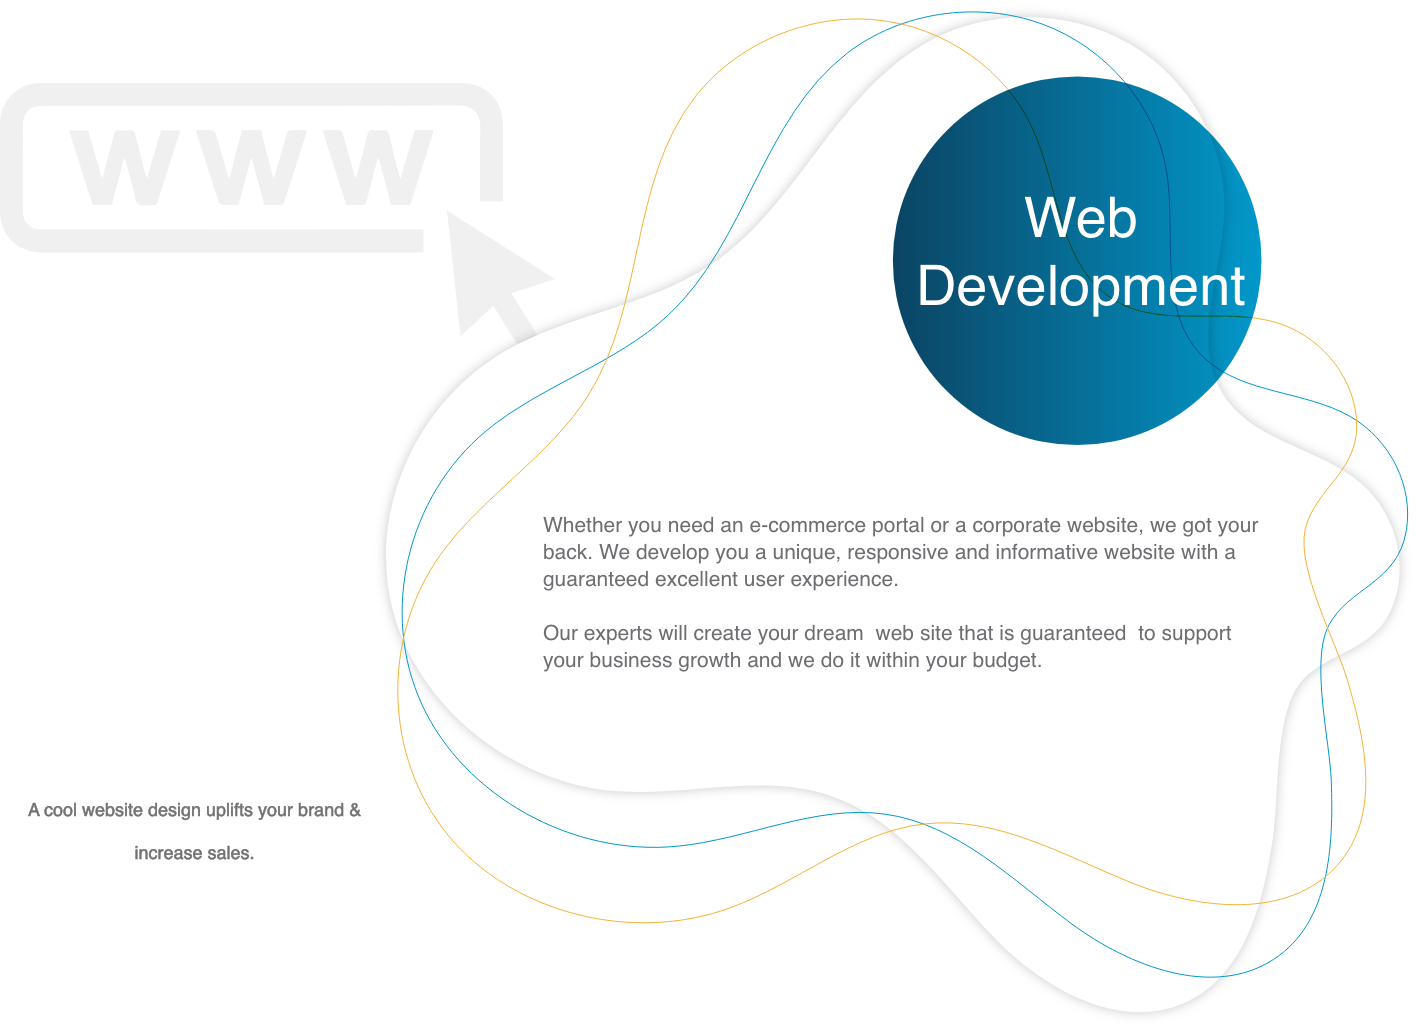 WWW
Web
Development
Whether you need an e-commerce portal or a corporate website, we got your
back. We develop you a unique, responsive and informative website with a
guaranteed excellent user experience.
Our experts will create your dream  web site that is guaranteed  to support
your business growth and we do it within your budget.
A cool website design uplifts your brand &
increase sales.